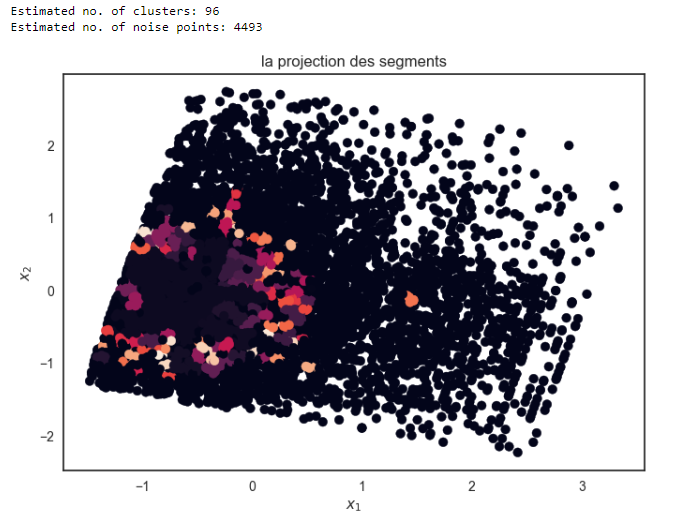 Estimated no. of clusters: 96
Estimated no. of noise points: 4493
la projection des segments
2
1
0
−1
−2
x2
−1 0 1 2 3
x1